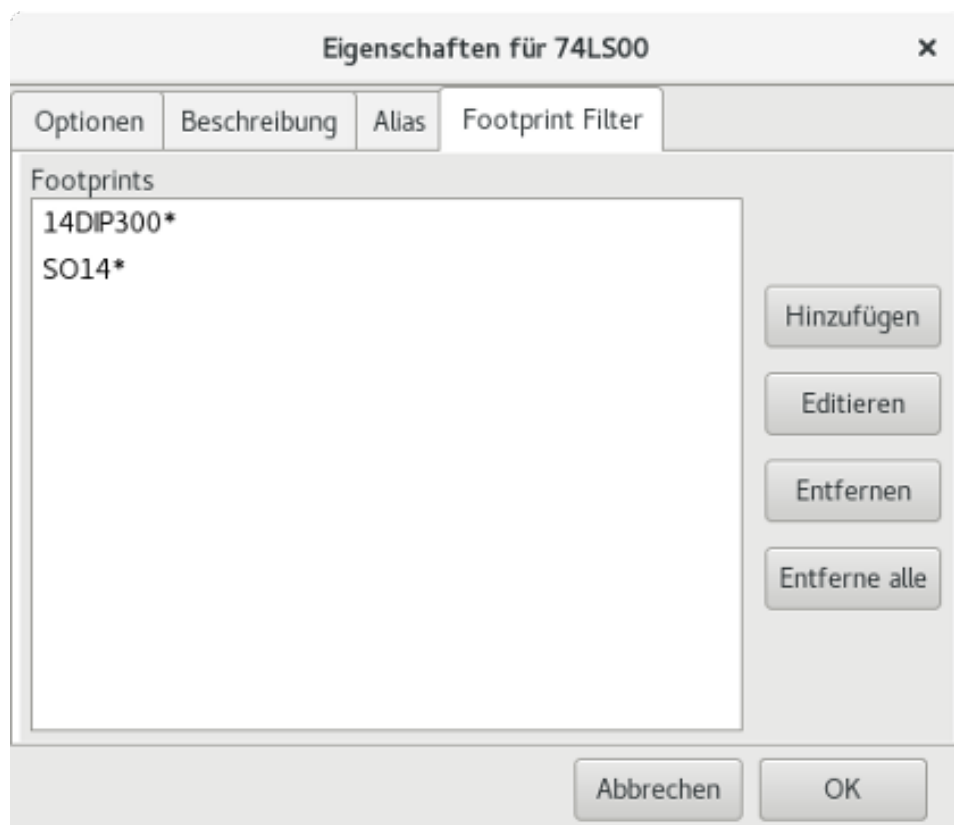 Eigenschaften für 74LS00 ×
Optionen Beschreibung Alias Footprint Filter
Footprints
14DIP300*
SO14*
Hinzufügen
Editieren
Entfernen
Entferne alle
Abbrechen OK